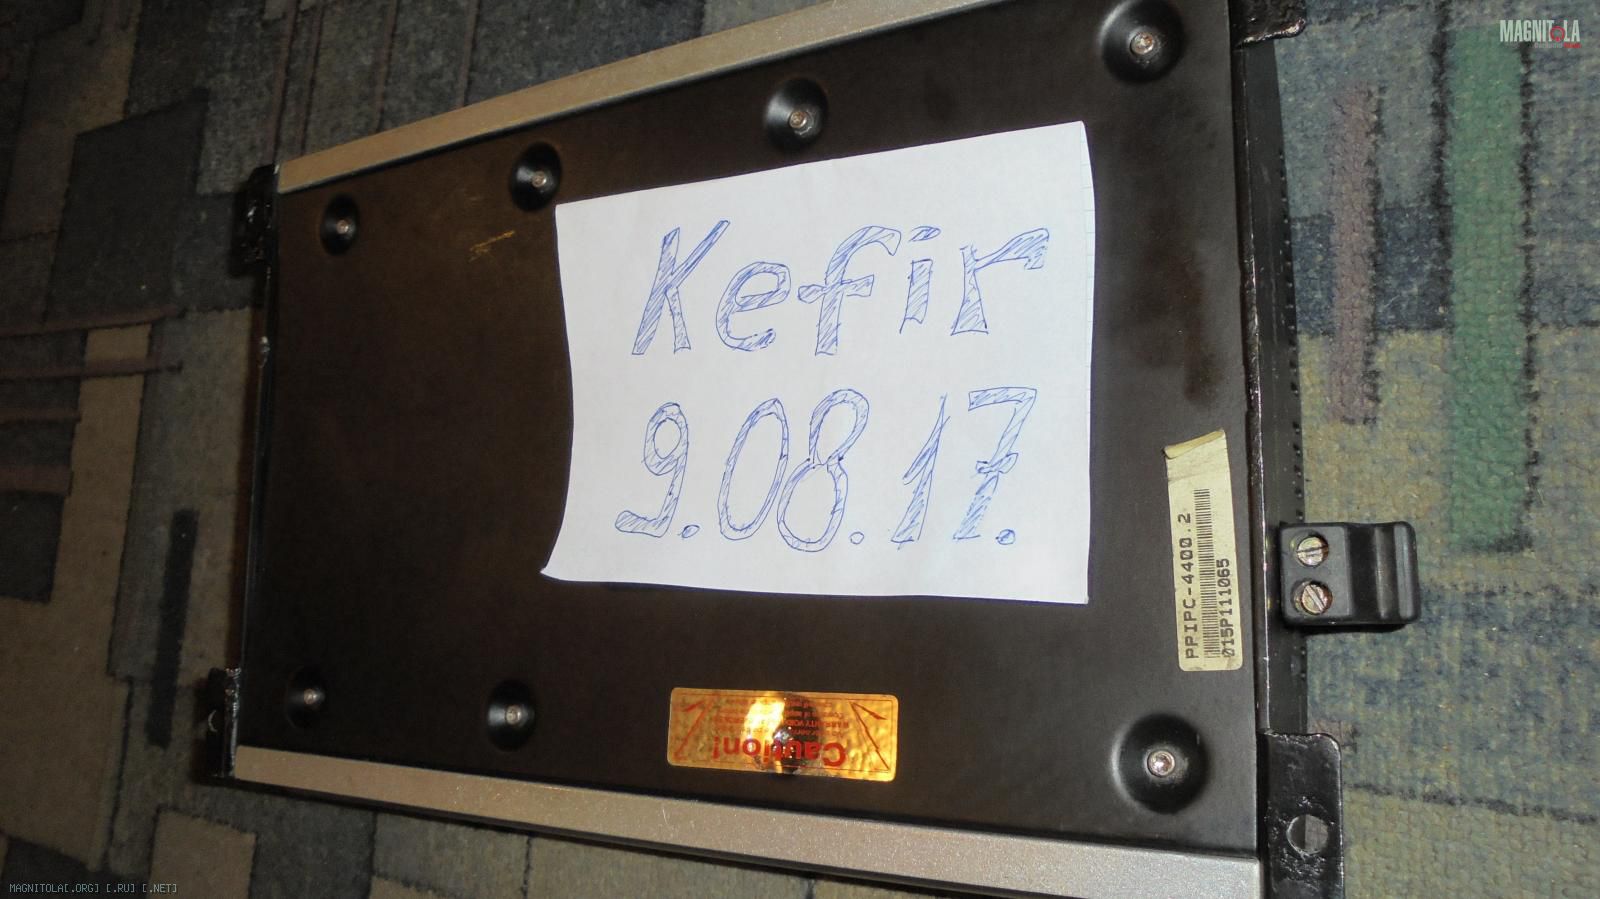 MAGNITOLA
Kefir
9.08.17.
PPIPC-4400.2
015P111065
Caution!
MAGNITOLA[.ORG] [.RU] [.NET]